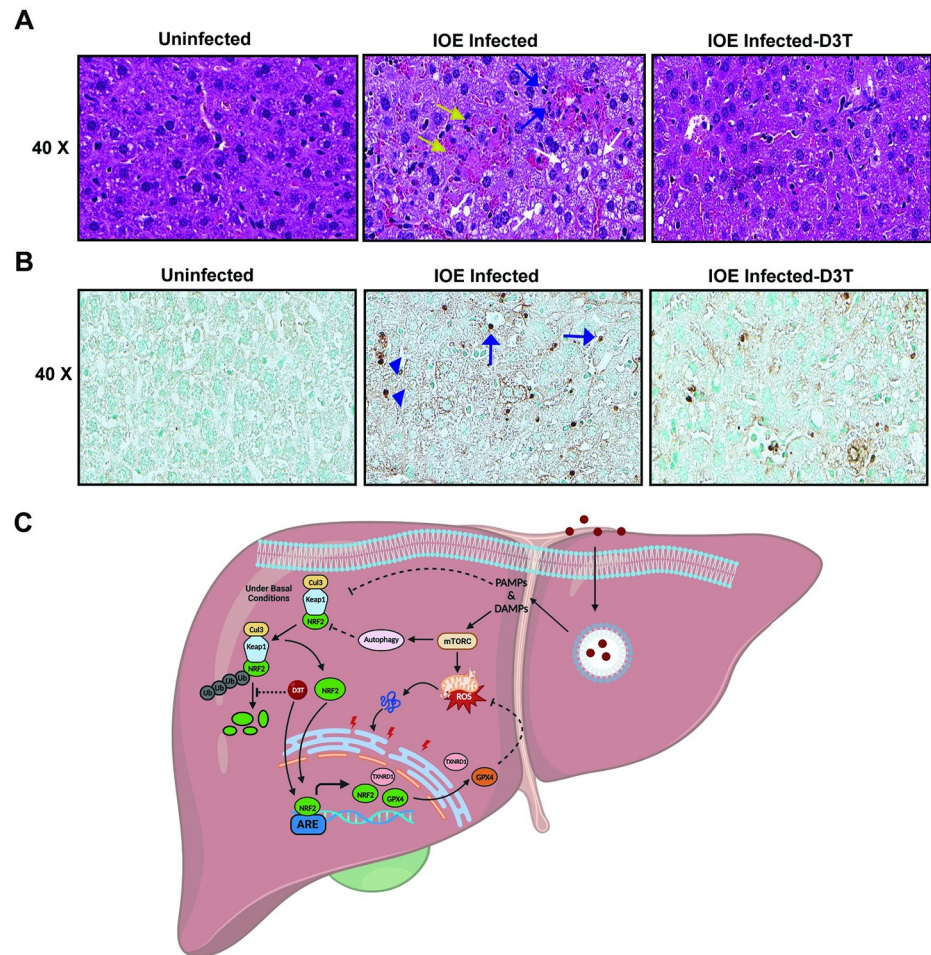 A
Uninfected
IOE Infected
IOE Infected-D3T
40 X
B
Uninfected
IOE Infected
IOE Infected-D3T
40 X
C
Under Basal
Conditions
Cul3
Keap1
NRF2
PAMPs
&
DAMPs
Cul3
Keap1
NRF2
Autophagy
mTORC
Ub
Ub
Ub
Ub
D3T
NRF2
ROS
TXNRD1
TXNRD1
NRF2
GPX4
GPX4
NRF2
ARE